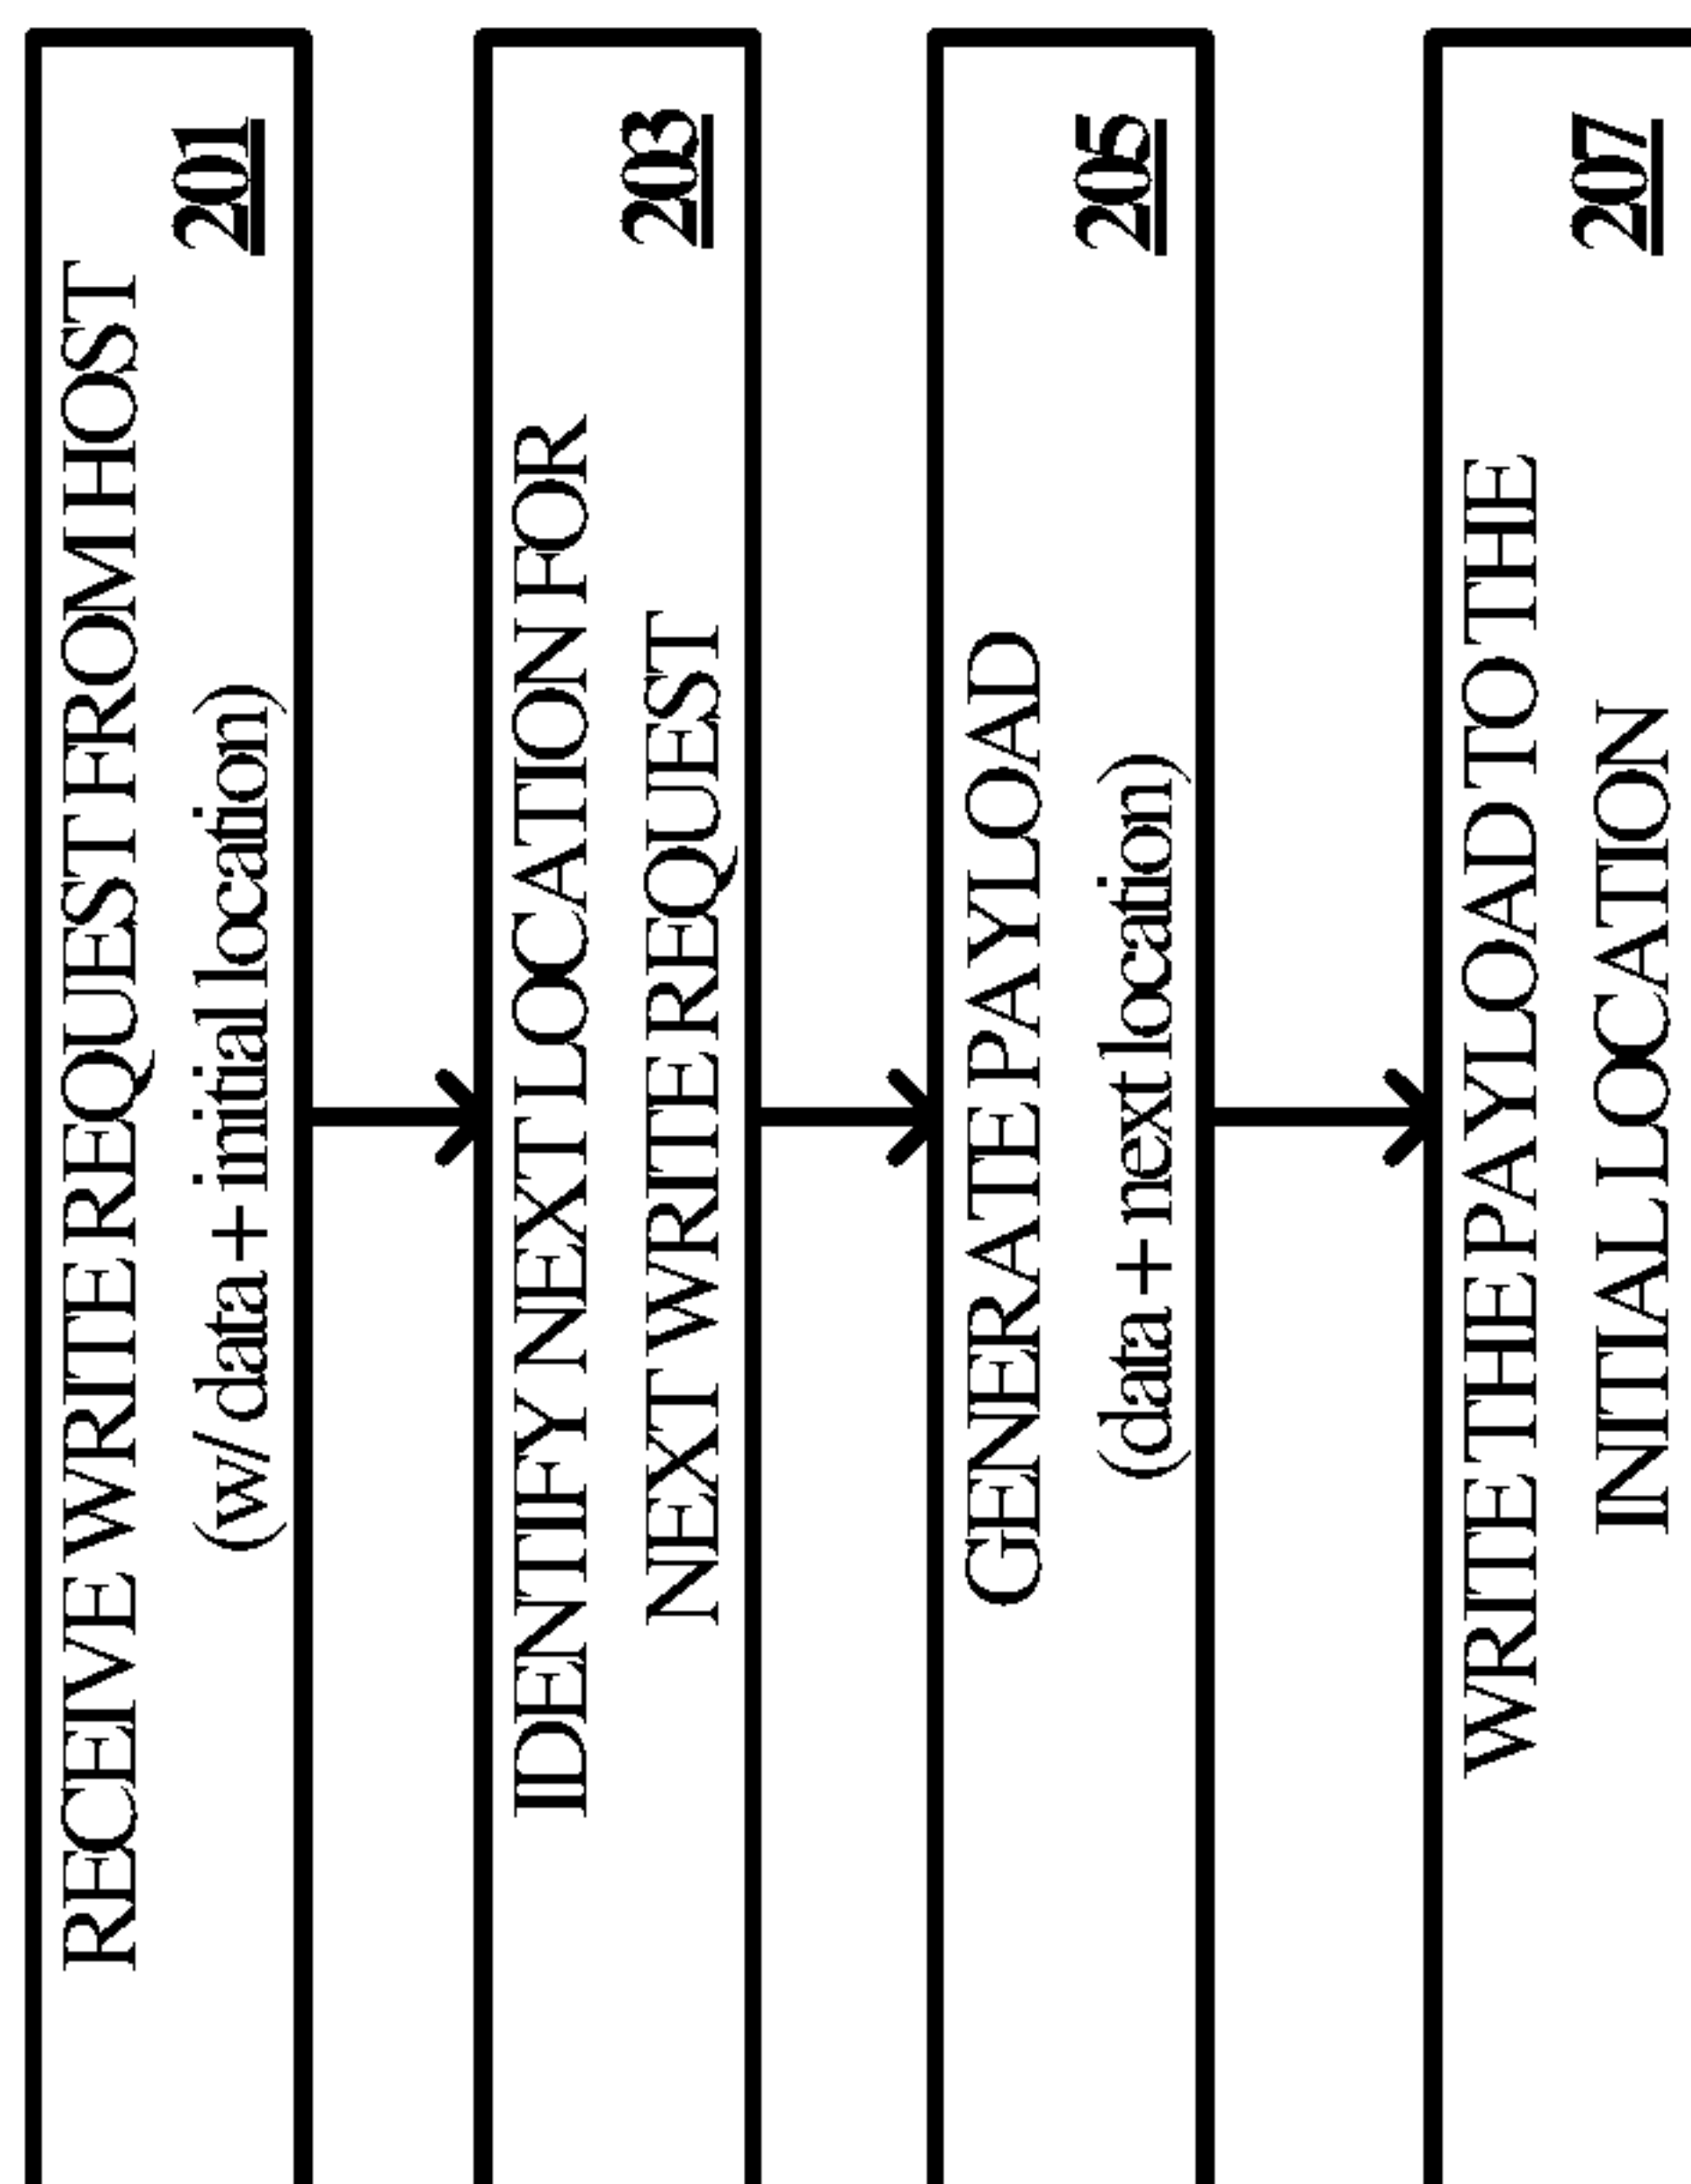 RECEIVE WRITE REQUEST FROM HOST
(w/ data + initial location)
201
IDENTIFY NEXT LOCATION FOR
NEXT WRITE REQUEST
203
GENERATE PAYLOAD
(data + next location)
205
WRITE THE PAYLOAD TO THE
INITIAL LOCATION
207